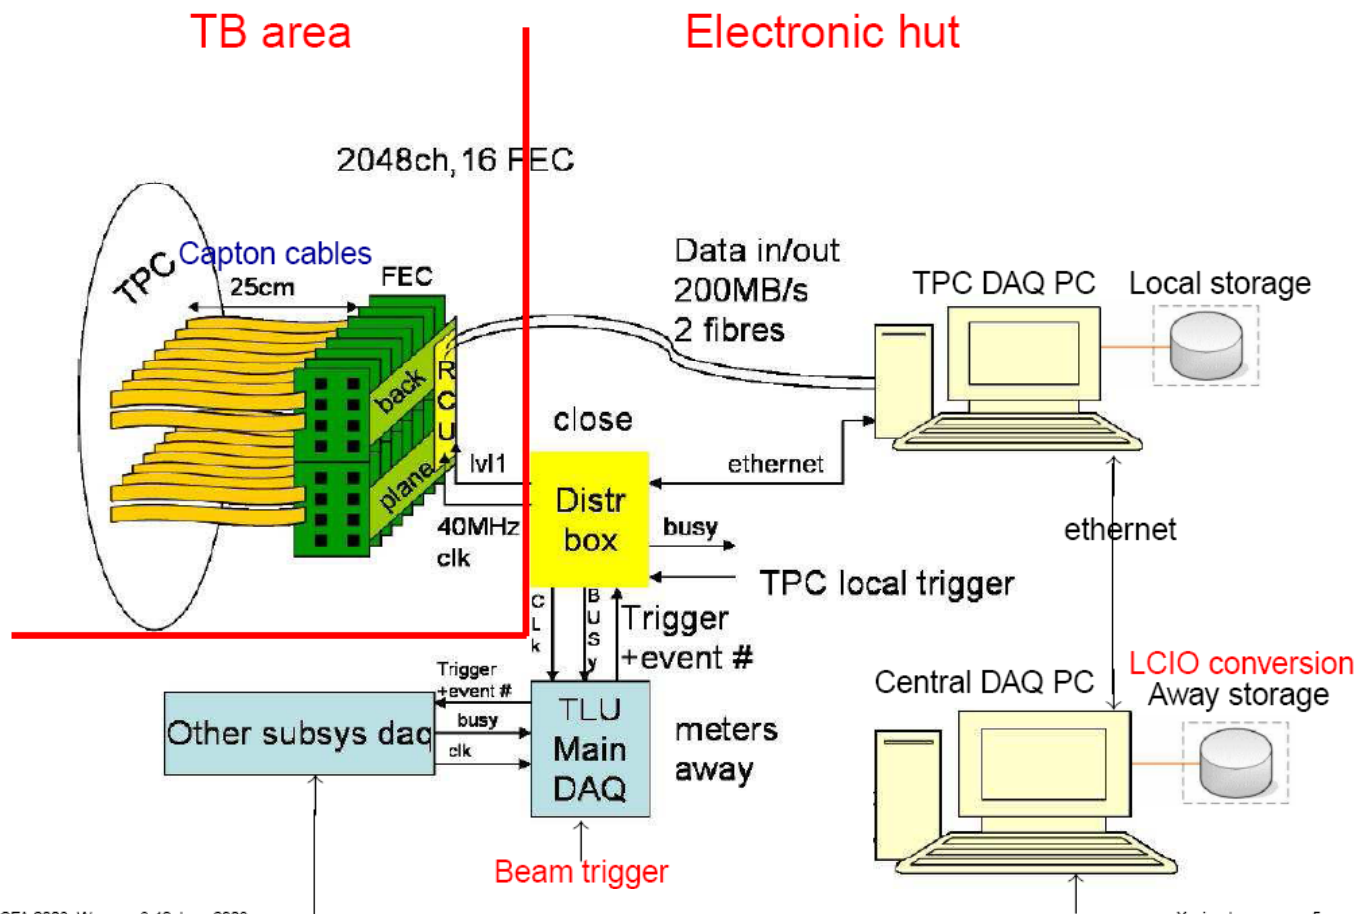 TB area
Electronic hut
2048ch, 16 FEC
TPC
Capton cables
25cm
FEC
back
plane
RCU
Data in/out
200MB/s
2 fibres
TPC DAQ PC
Local storage
close
lvl1
40MHz
clk
Distr
box
ethernet
busy
TPC local trigger
ethernet
CLk
BUSy
Trigger
+event #
Trigger
+event #
busy
clk
Other subsys daq
TLU
Main
DAQ
meters
away
Beam trigger
Central DAQ PC
LCIO conversion
Away storage